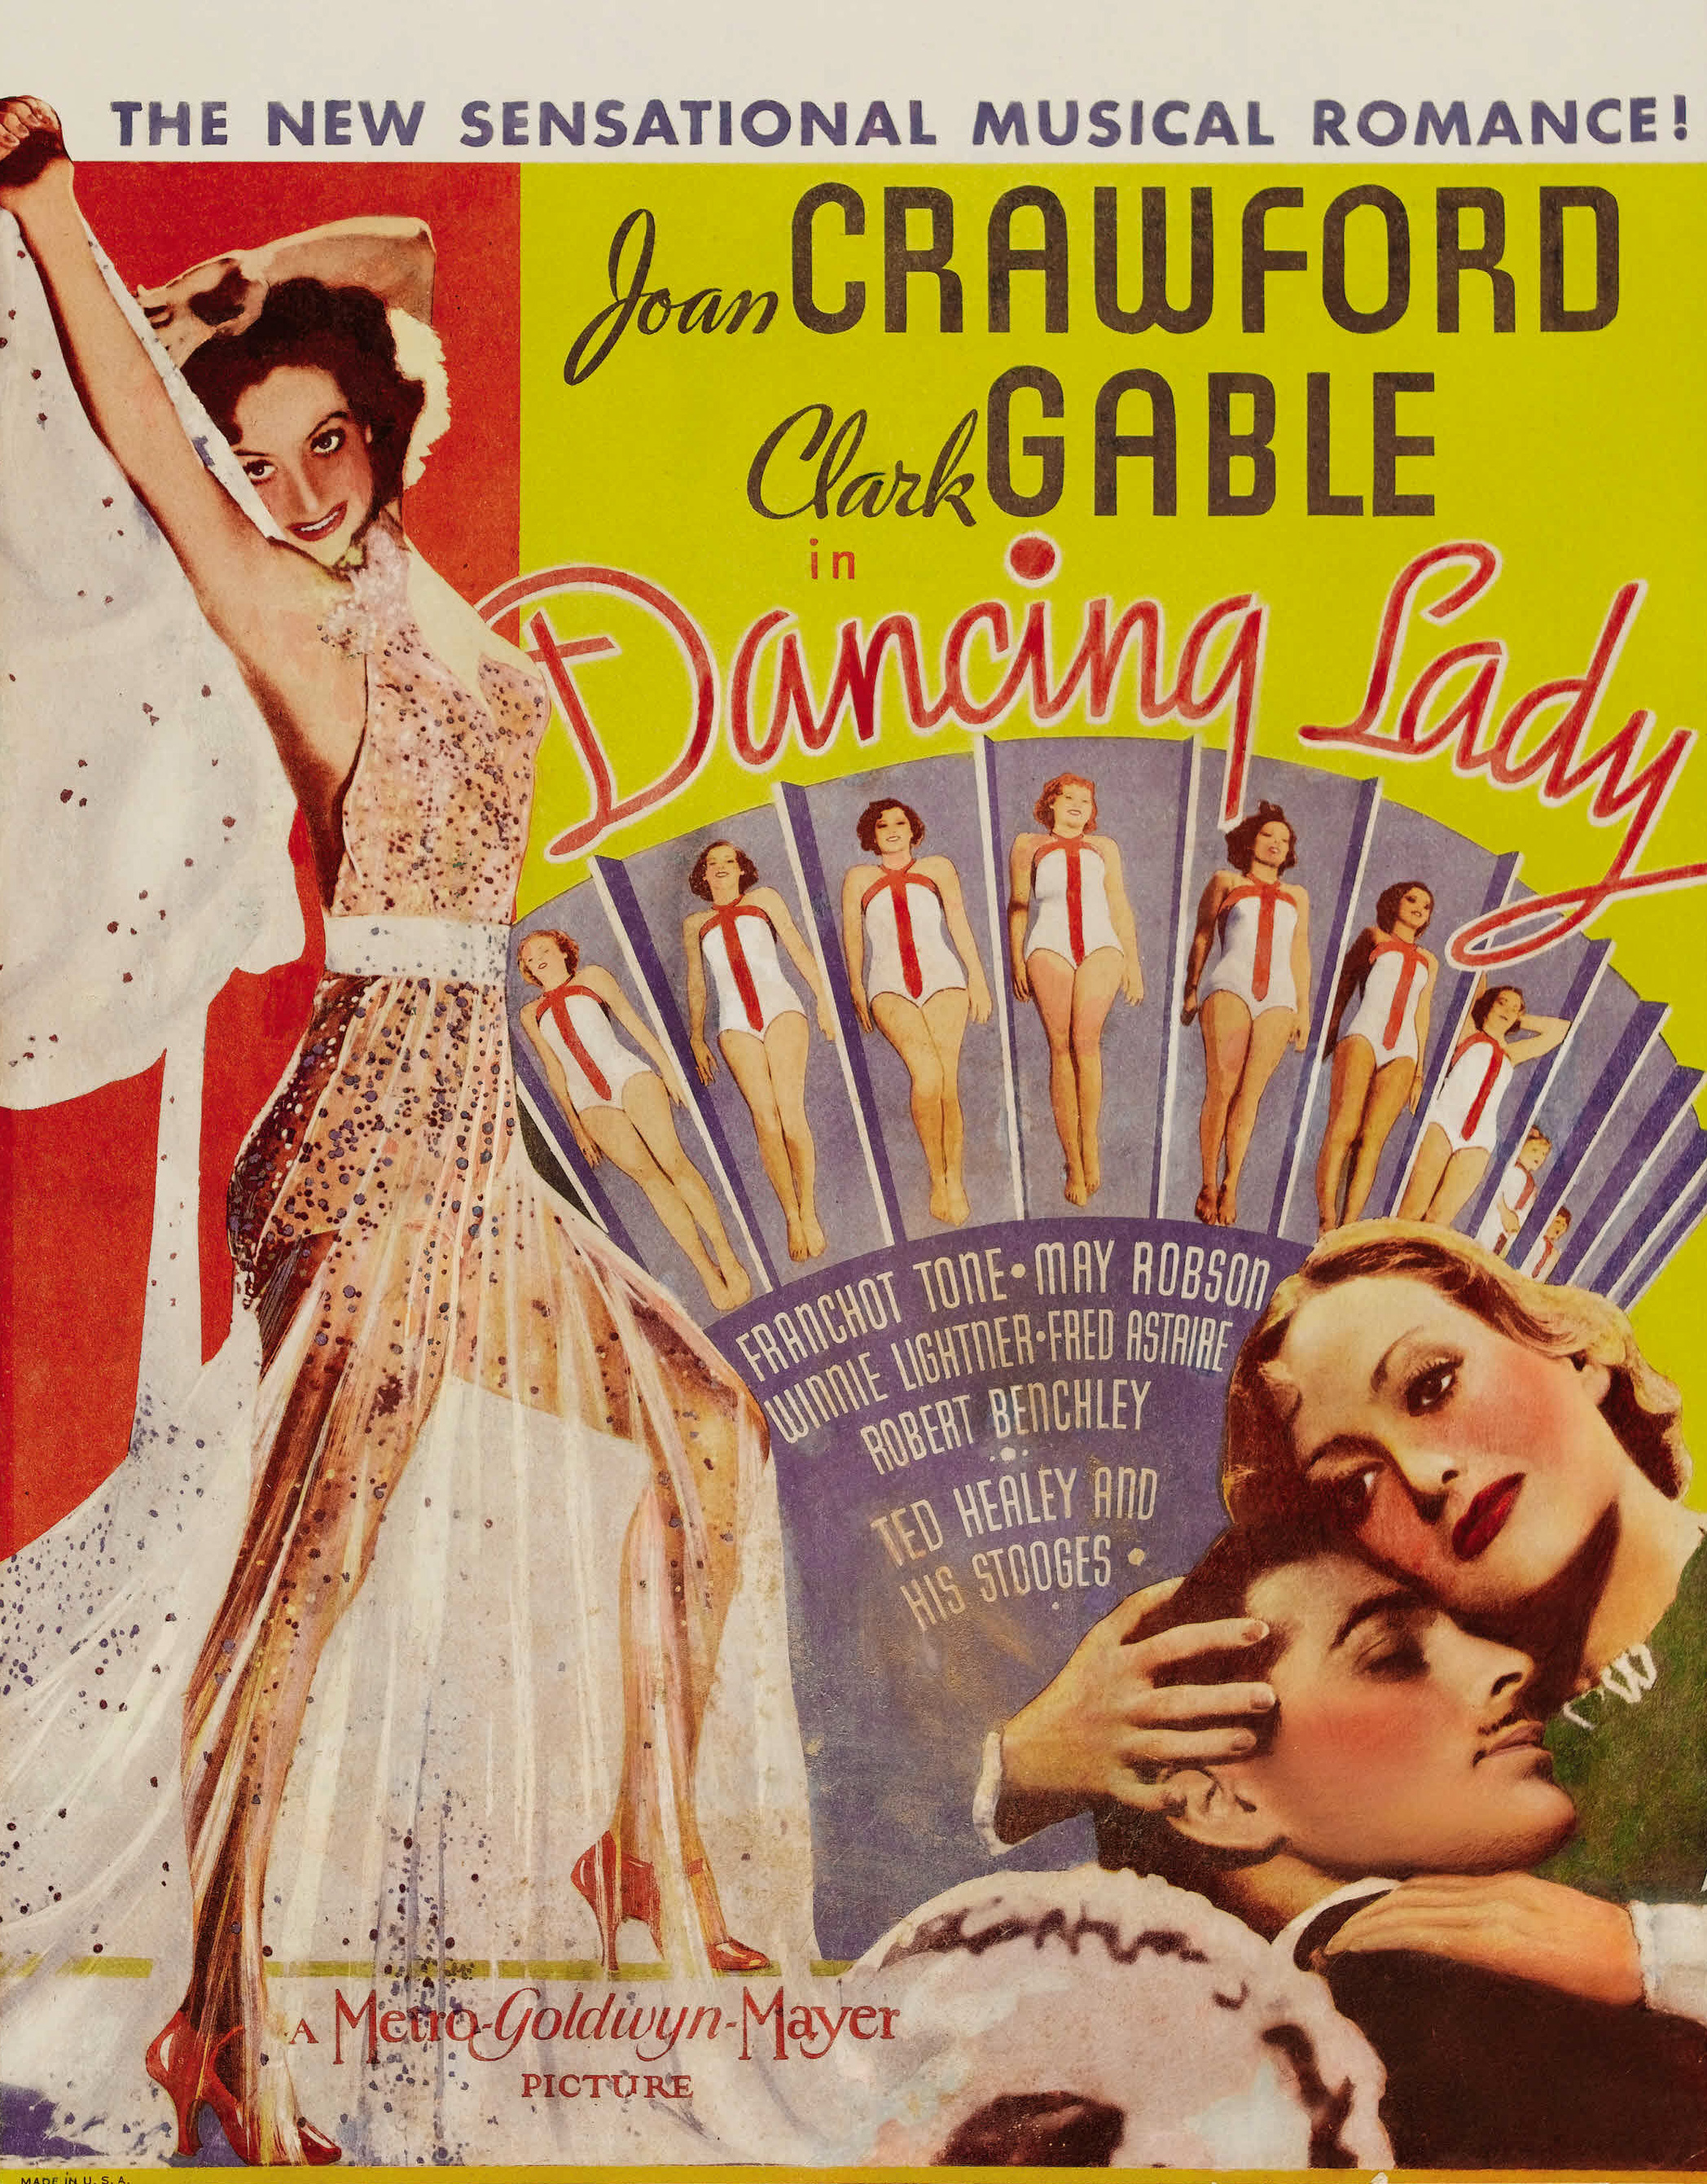 THE NEW SENSATIONAL MUSICAL ROMANCE!
Joan CRAWFORD
Clark GABLE
in
Dancing Lady
FRANCHOT TONE • MAY ROBSON
WINNIE LIGHTNER • FRED ASTAIRE
ROBERT BENCHLEY
TED HEALEY AND
HIS STOOGES
A Metro-Goldwyn-Mayer
PICTURE
MADE IN U. S. A.